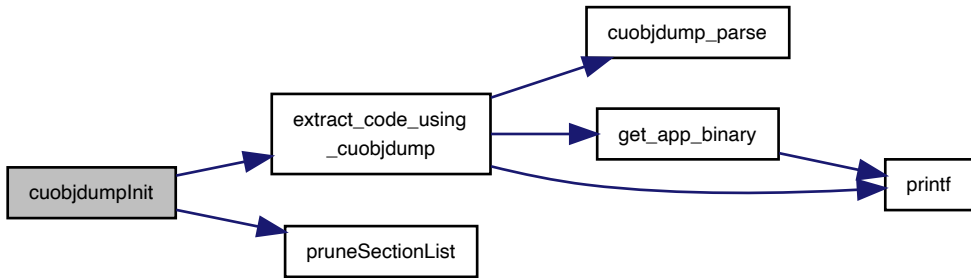 cuobjdump_parse
extract_code_using
_cuobjdump
get_app_binary
printf
cuobjdumpInit
pruneSectionList